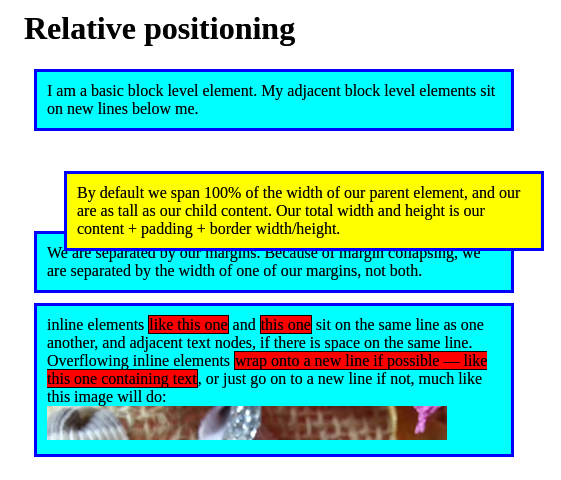 Relative positioning
I am a basic block level element. My adjacent block level elements sit
on new lines below me.
By default we span 100% of the width of our parent element, and our
are as tall as our child content. Our total width and height is our
content + padding + border width/height.
We are separated by our margins. Because of margin collapsing, we
are separated by the width of one of our margins, not both.
inline elements like this one and this one sit on the same line as one
another, and adjacent text nodes, if there is space on the same line.
Overflowing inline elements wrap onto a new line if possible — like
this one containing text, or just go on to a new line if not, much like
this image will do: